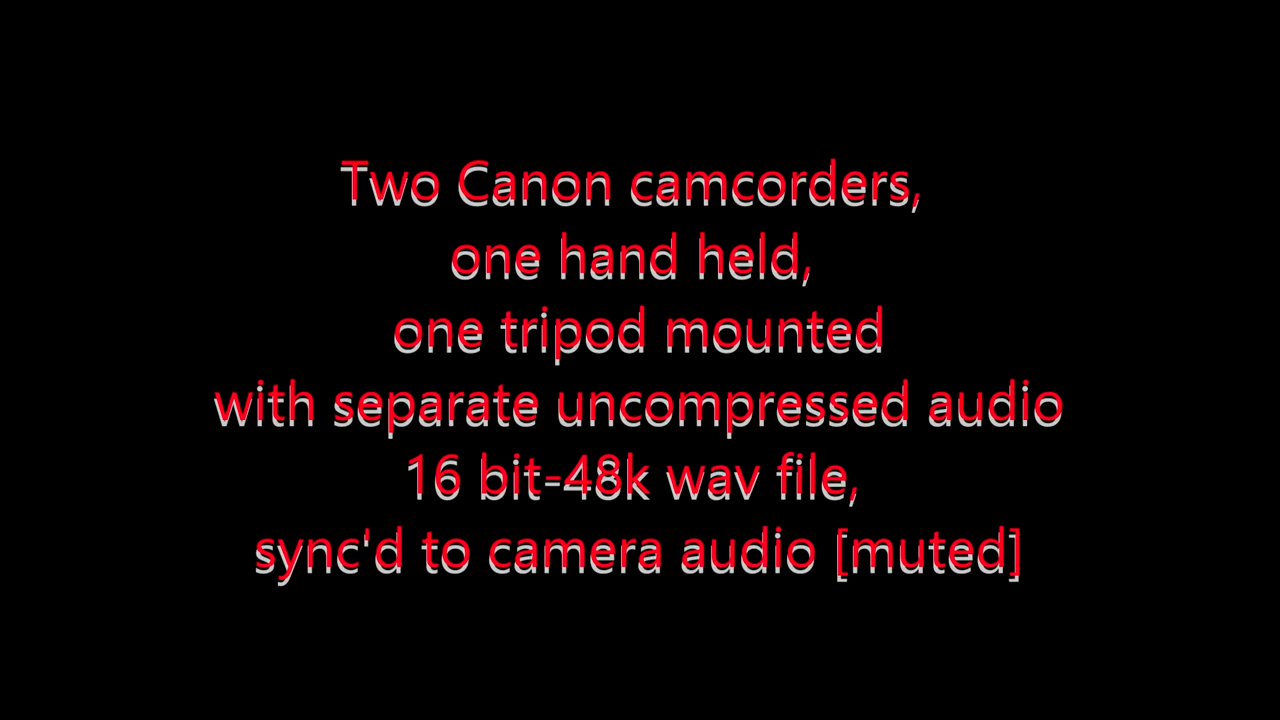 Two Canon camcorders,
one hand held,
one tripod mounted
with separate uncompressed audio
16 bit-48k wav file,
sync'd to camera audio [muted]